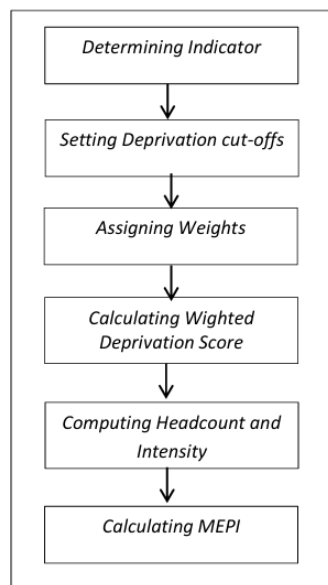 Determining Indicator
Setting Deprivation cut-offs
Assigning Weights
Calculating Wighted
Deprivation Score
Computing Headcount and
Intensity
Calculating MEPI